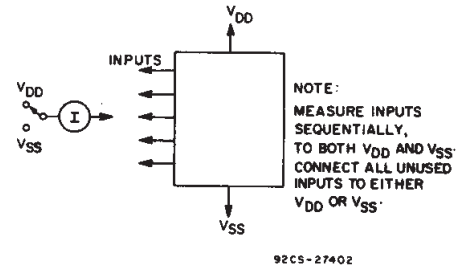 VDD
INPUTS
VDD
I
VSS
NOTE:
MEASURE INPUTS
SEQUENTIALLY,
TO BOTH VDD AND VSS.
CONNECT ALL UNUSED
INPUTS TO EITHER
VDD OR VSS.
VSS
92CS-27402